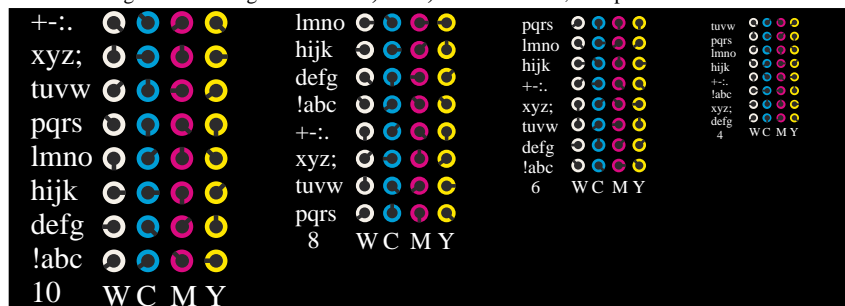 +-:.
xyz;
tuvw
pqrs
lmno
hijk
defg
!abc
10 W C M Y
lmno
hijk
defg
!abc
+-:.
xyz;
tuvw
pqrs
8 W C M Y
pqrs
lmno
hijk
+-:.
xyz;
tuvw
defg
!abc
6 W C M Y
tuvw
pqrs
lmno
hijk
+-:.
!abc
xyz;
defg
4 W C M Y